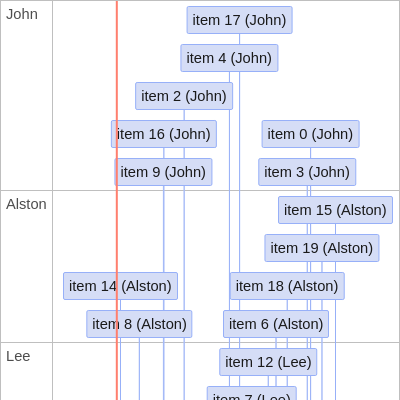 John
item 17 (John)
item 4 (John)
item 2 (John)
item 16 (John)
item 0 (John)
item 9 (John)
item 3 (John)
Alston
item 15 (Alston)
item 19 (Alston)
item 14 (Alston)
item 18 (Alston)
item 8 (Alston)
item 6 (Alston)
Lee
item 12 (Lee)
item 7 (Lee)